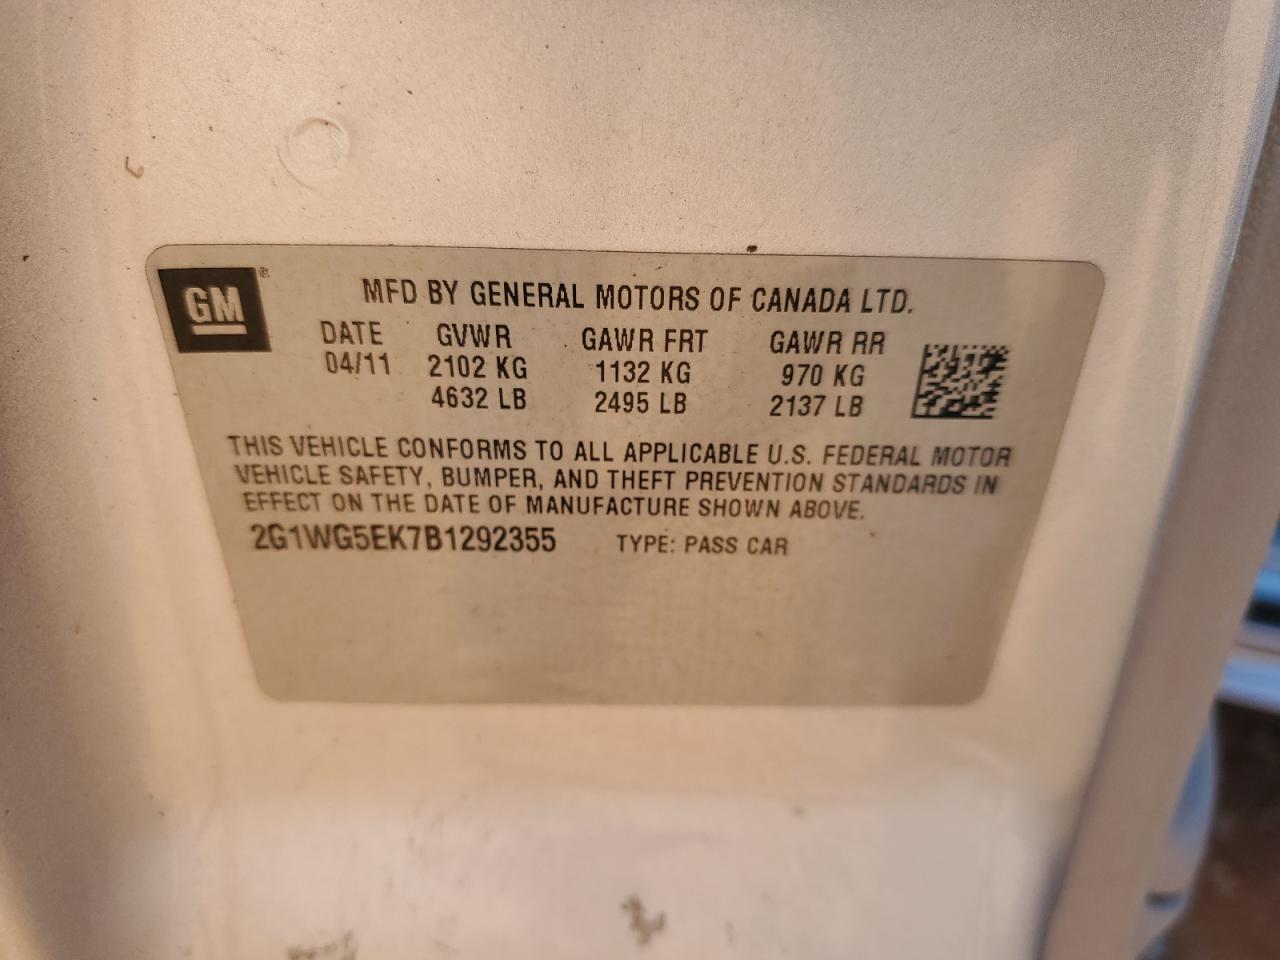 GM ®
MFD BY GENERAL MOTORS OF CANADA LTD.
DATE GVWR GAWR FRT GAWR RR
04/11 2102 KG 1132 KG 970 KG
4632 LB 2495 LB 2137 LB
THIS VEHICLE CONFORMS TO ALL APPLICABLE U.S. FEDERAL MOTOR
VEHICLE SAFETY, BUMPER, AND THEFT PREVENTION STANDARDS IN
EFFECT ON THE DATE OF MANUFACTURE SHOWN ABOVE.
2G1WG5EK7B1292355 TYPE: PASS CAR